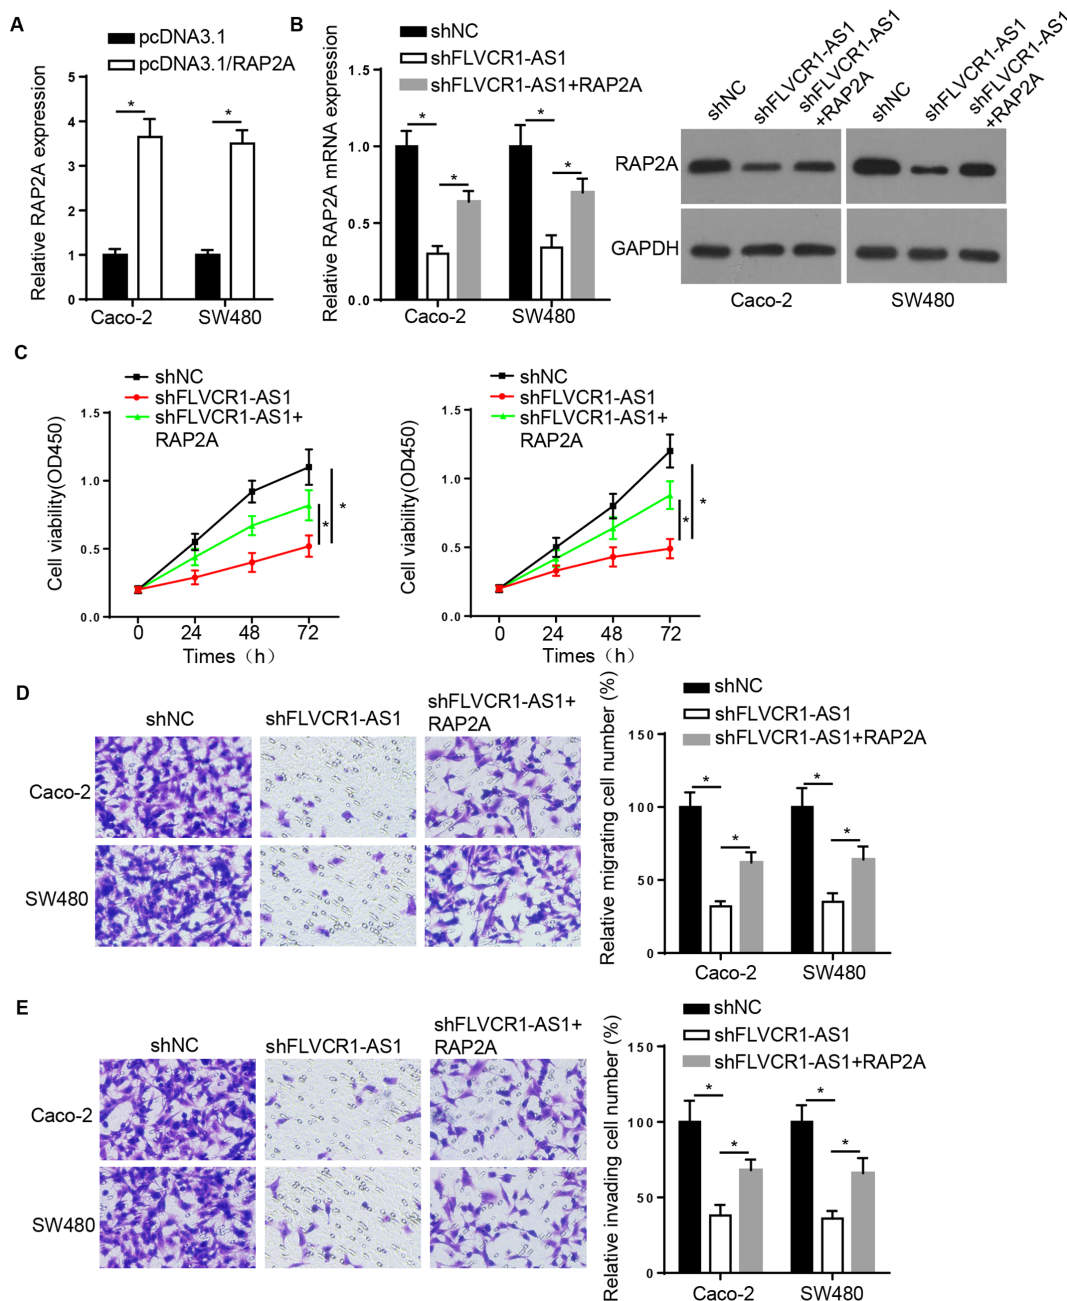 A
pcDNA3.1
pcDNA3.1/RAP2A
Relative RAP2A expression
5
4
3
2
1
0
*
*
Caco-2
SW480
B
shNC
shFLVCR1-AS1
shFLVCR1-AS1+RAP2A
Relative RAP2A mRNA expression
1.5
1.0
0.5
0.0
*
*
*
*
Caco-2
SW480
shNC
shFLVCR1-AS1
shFLVCR1-AS1
+RAP2A
shNC
shFLVCR1-AS1
shFLVCR1-AS1
+RAP2A
RAP2A
GAPDH
Caco-2
SW480
C
shNC
shFLVCR1-AS1
shFLVCR1-AS1+
RAP2A
Cell viability(OD450)
1.5
1.0
0.5
0.0
*
*
0
24
48
72
Times（h）
shNC
shFLVCR1-AS1
shFLVCR1-AS1+
RAP2A
Cell viability(OD450)
1.5
1.0
0.5
0.0
*
*
0
24
48
72
Times（h）
D
shNC
shFLVCR1-AS1
shFLVCR1-AS1+
RAP2A
Caco-2
SW480
shNC
shFLVCR1-AS1
shFLVCR1-AS1+RAP2A
Relative migrating cell number (%)
150
100
50
0
*
*
*
*
Caco-2
SW480
E
shNC
shFLVCR1-AS1
shFLVCR1-AS1+
RAP2A
Caco-2
SW480
shNC
shFLVCR1-AS1
shFLVCR1-AS1+RAP2A
Relative invading cell number (%)
150
100
50
0
*
*
*
*
Caco-2
SW480